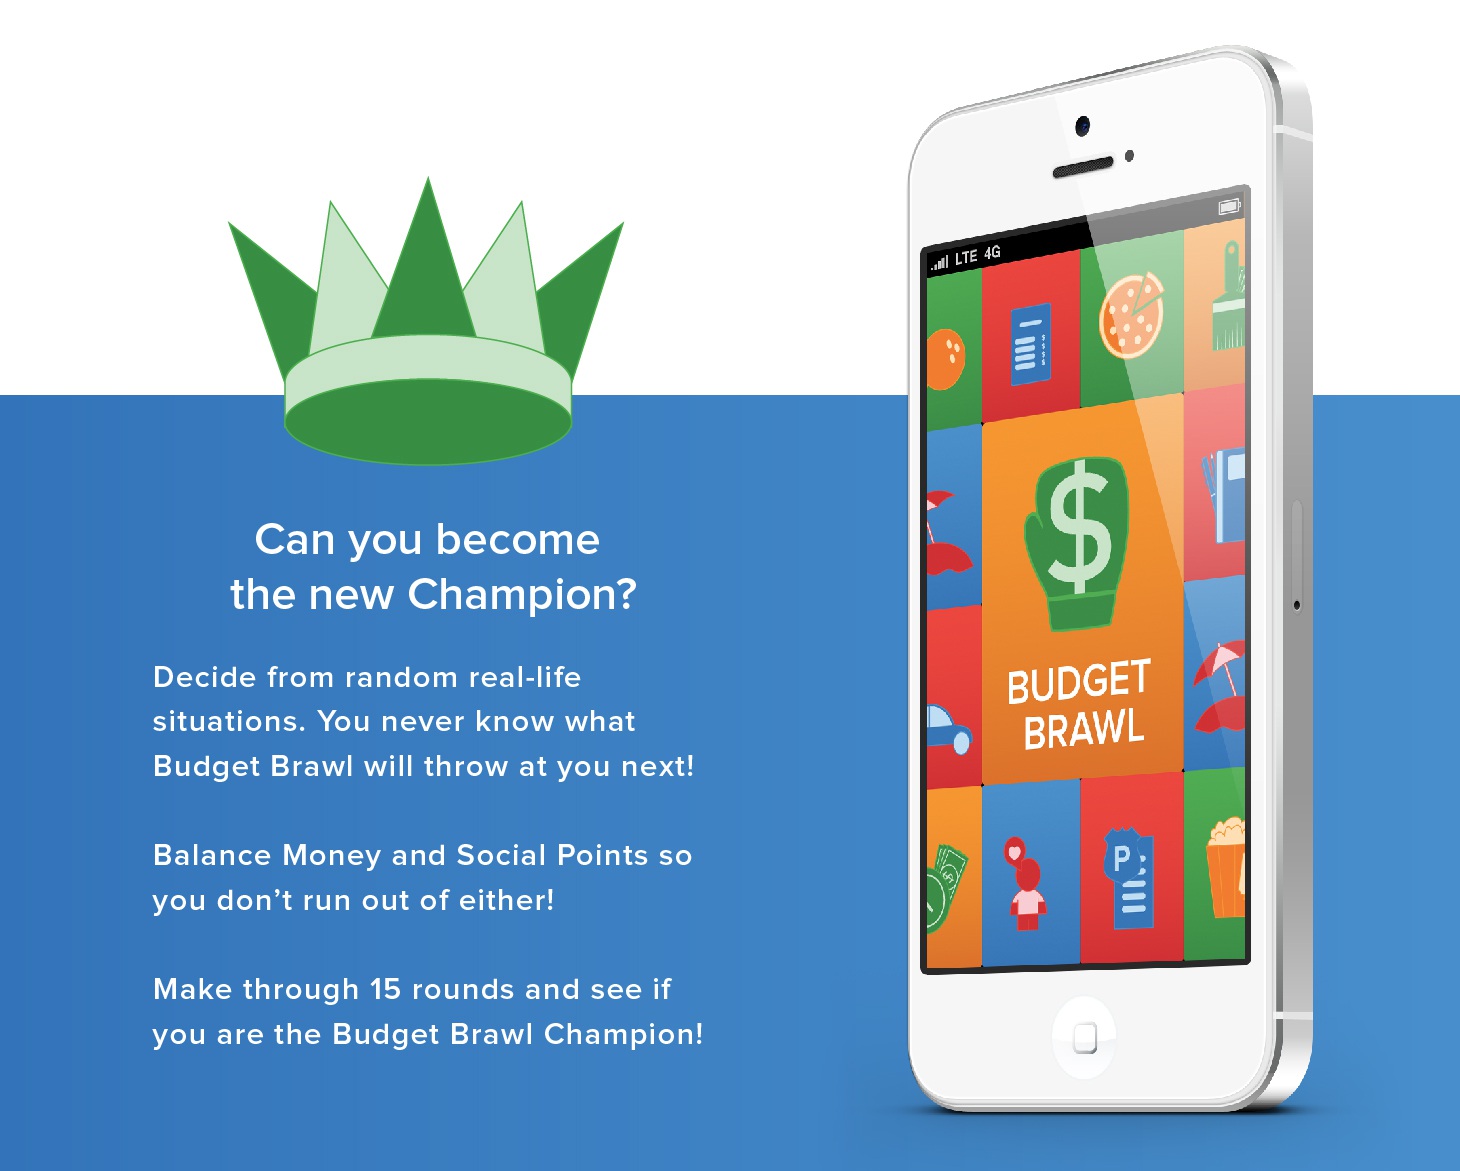 Can you become
the new Champion?
Decide from random real-life
situations. You never know what
Budget Brawl will throw at you next!
Balance Money and Social Points so
you don't run out of either!
Make through 15 rounds and see if
you are the Budget Brawl Champion!
LTE 4G
$
$
$
$
$
BUDGET
BRAWL
P